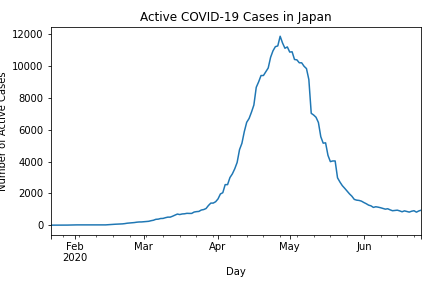 Active COVID-19 Cases in Japan
Number of Active Cases
12000
10000
8000
6000
4000
2000
0
Feb
2020
Mar
Apr
May
Jun
Day